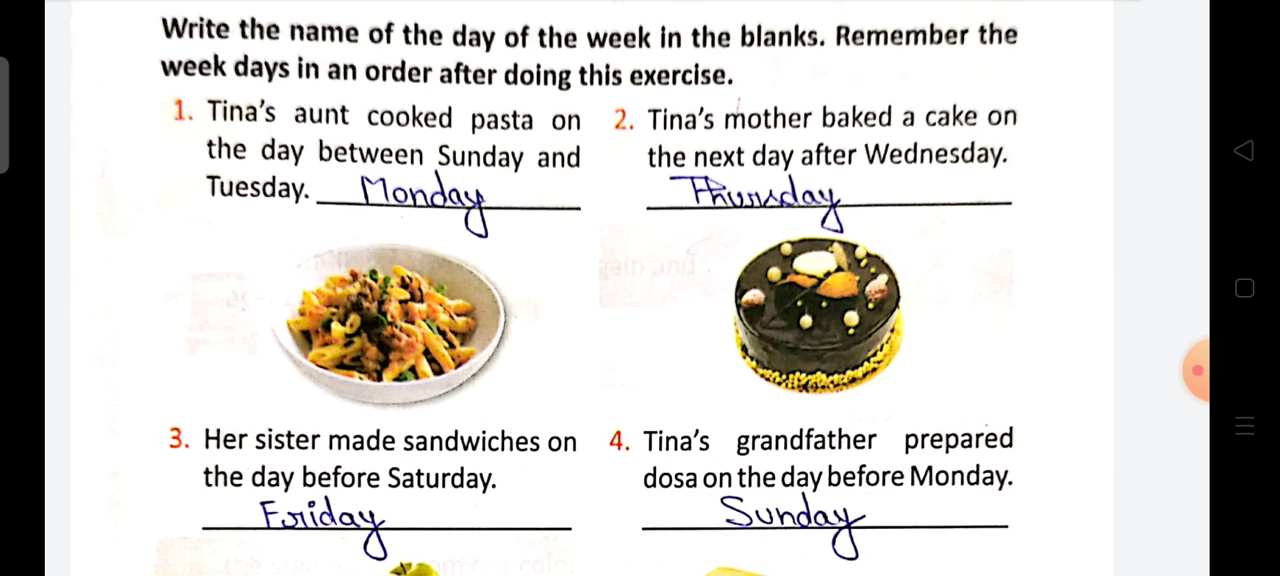 Write the name of the day of the week in the blanks. Remember the
week days in an order after doing this exercise.
1. Tina's aunt cooked pasta on
the day between Sunday and
Tuesday. Monday
2. Tina's mother baked a cake on
the next day after Wednesday.
Thursday
3. Her sister made sandwiches on
the day before Saturday.
Friday
4. Tina's grandfather prepared
dosa on the day before Monday.
Sunday